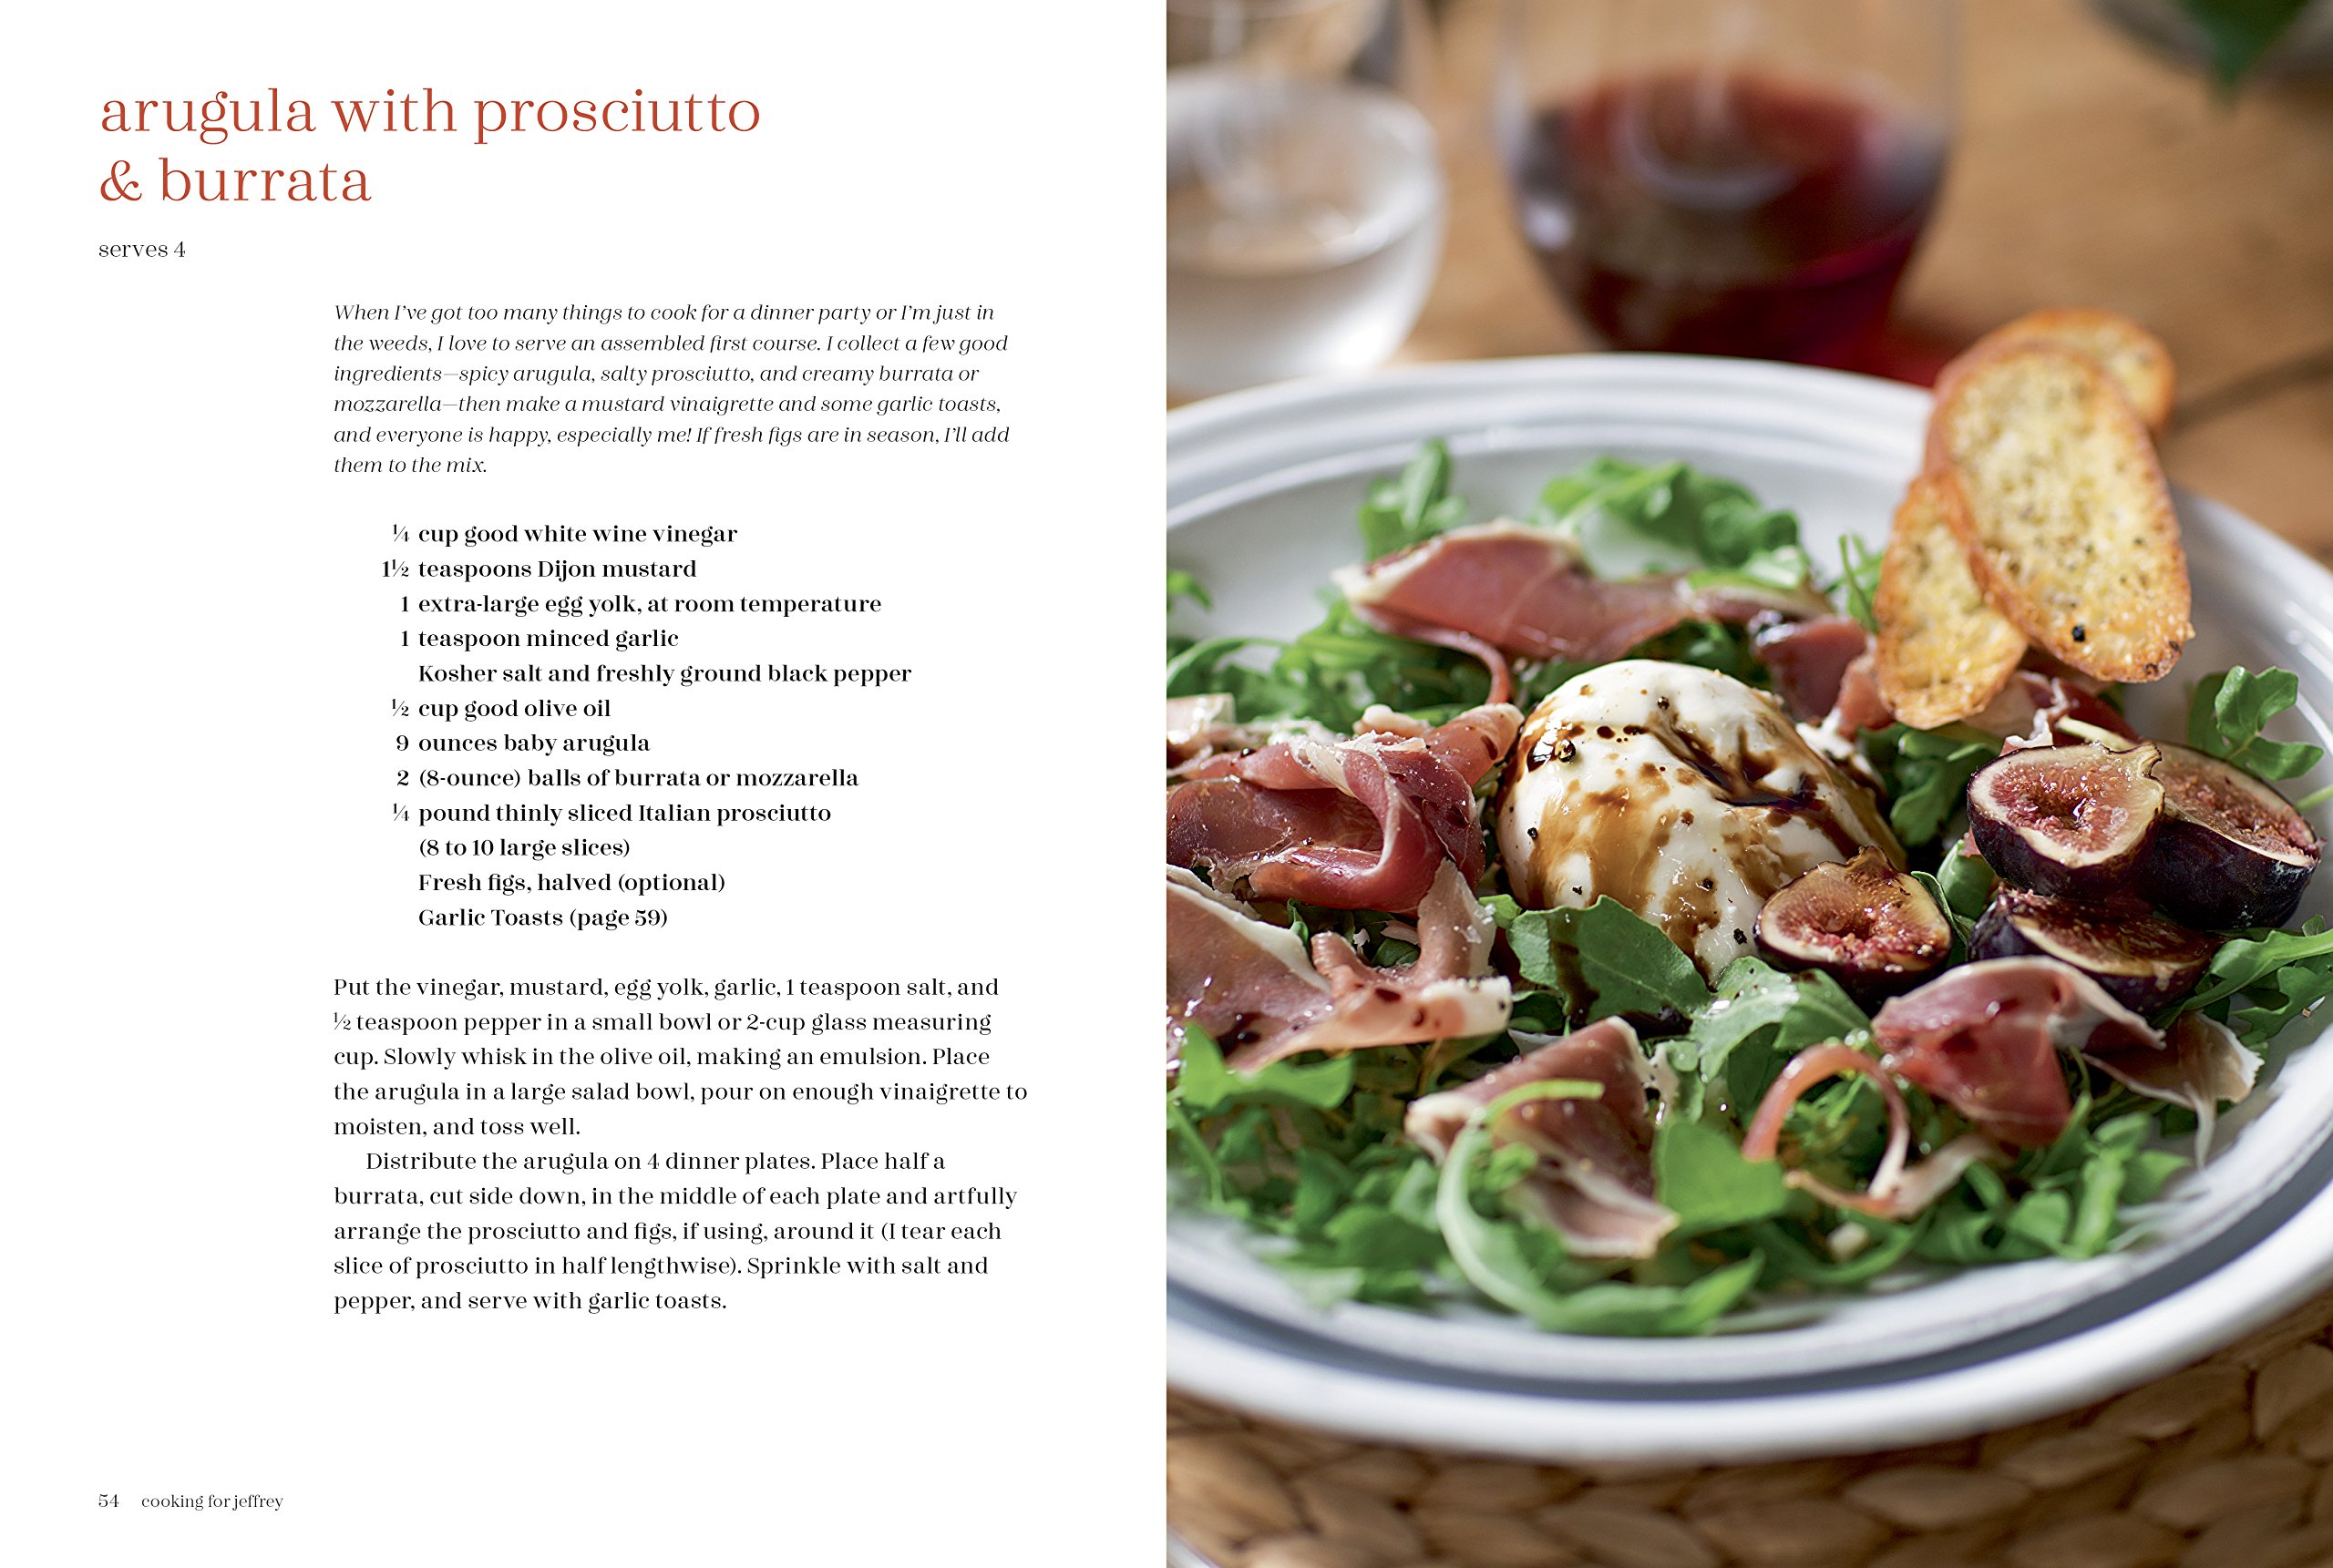 arugula with prosciutto
& burrata
serves 4
When I’ve got too many things to cook for a dinner party or I’m just in
the weeds, I love to serve an assembled first course. I collect a few good
ingredients—spicy arugula, salty prosciutto, and creamy burrata or
mozzarella—then make a mustard vinaigrette and some garlic toasts,
and everyone is happy, especially me! If fresh figs are in season, I’ll add
them to the mix.
¼ cup good white wine vinegar
1½ teaspoons Dijon mustard
1 extra-large egg yolk, at room temperature
1 teaspoon minced garlic
Kosher salt and freshly ground black pepper
½ cup good olive oil
9 ounces baby arugula
2 (8-ounce) balls of burrata or mozzarella
¼ pound thinly sliced Italian prosciutto
(8 to 10 large slices)
Fresh figs, halved (optional)
Garlic Toasts (page 59)
Put the vinegar, mustard, egg yolk, garlic, 1 teaspoon salt, and
½ teaspoon pepper in a small bowl or 2-cup glass measuring
cup. Slowly whisk in the olive oil, making an emulsion. Place
the arugula in a large salad bowl, pour on enough vinaigrette to
moisten, and toss well.
Distribute the arugula on 4 dinner plates. Place half a
burrata, cut side down, in the middle of each plate and artfully
arrange the prosciutto and figs, if using, around it (I tear each
slice of prosciutto in half lengthwise). Sprinkle with salt and
pepper, and serve with garlic toasts.
54 cooking for jeffrey